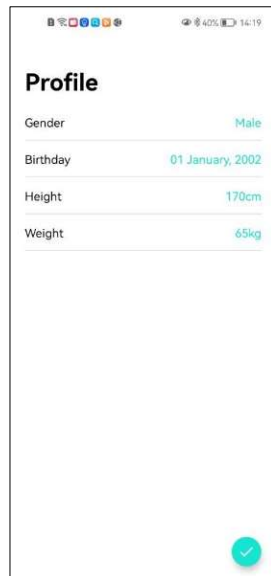 40% 14:19
Profile
Gender Male
Birthday 01 January, 2002
Height 170cm
Weight 65kg